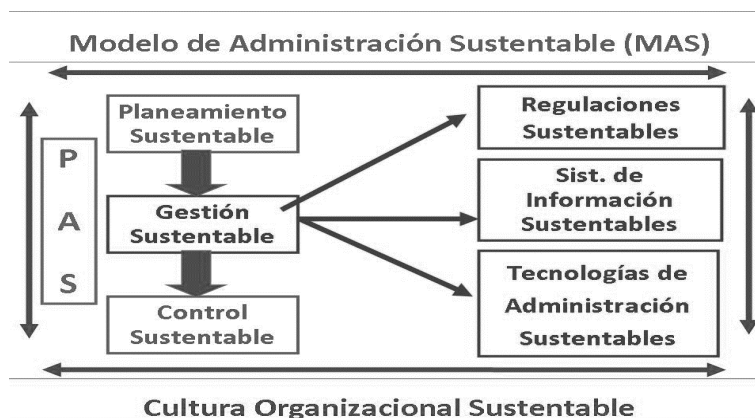 Modelo de Administración Sustentable (MAS)
Planeamiento
Sustentable
P
A
S
Gestión
Sustentable
Control
Sustentable
Regulaciones
Sustentables
Sist. de
Información
Sustentables
Tecnologías de
Administración
Sustentables
Cultura Organizacional Sustentable